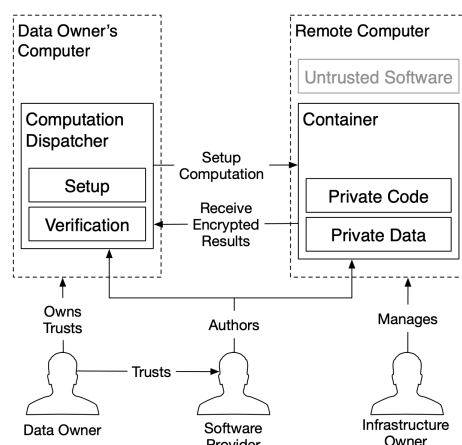 Data Owner's
Computer
Remote Computer
Untrusted Software
Computation
Dispatcher
Setup
Verification
Container
Private Code
Private Data
Setup
Computation
Receive
Encrypted
Results
Owns
Trusts
Authors
Manages
Trusts
Data Owner
Software
Provider
Infrastructure
Owner